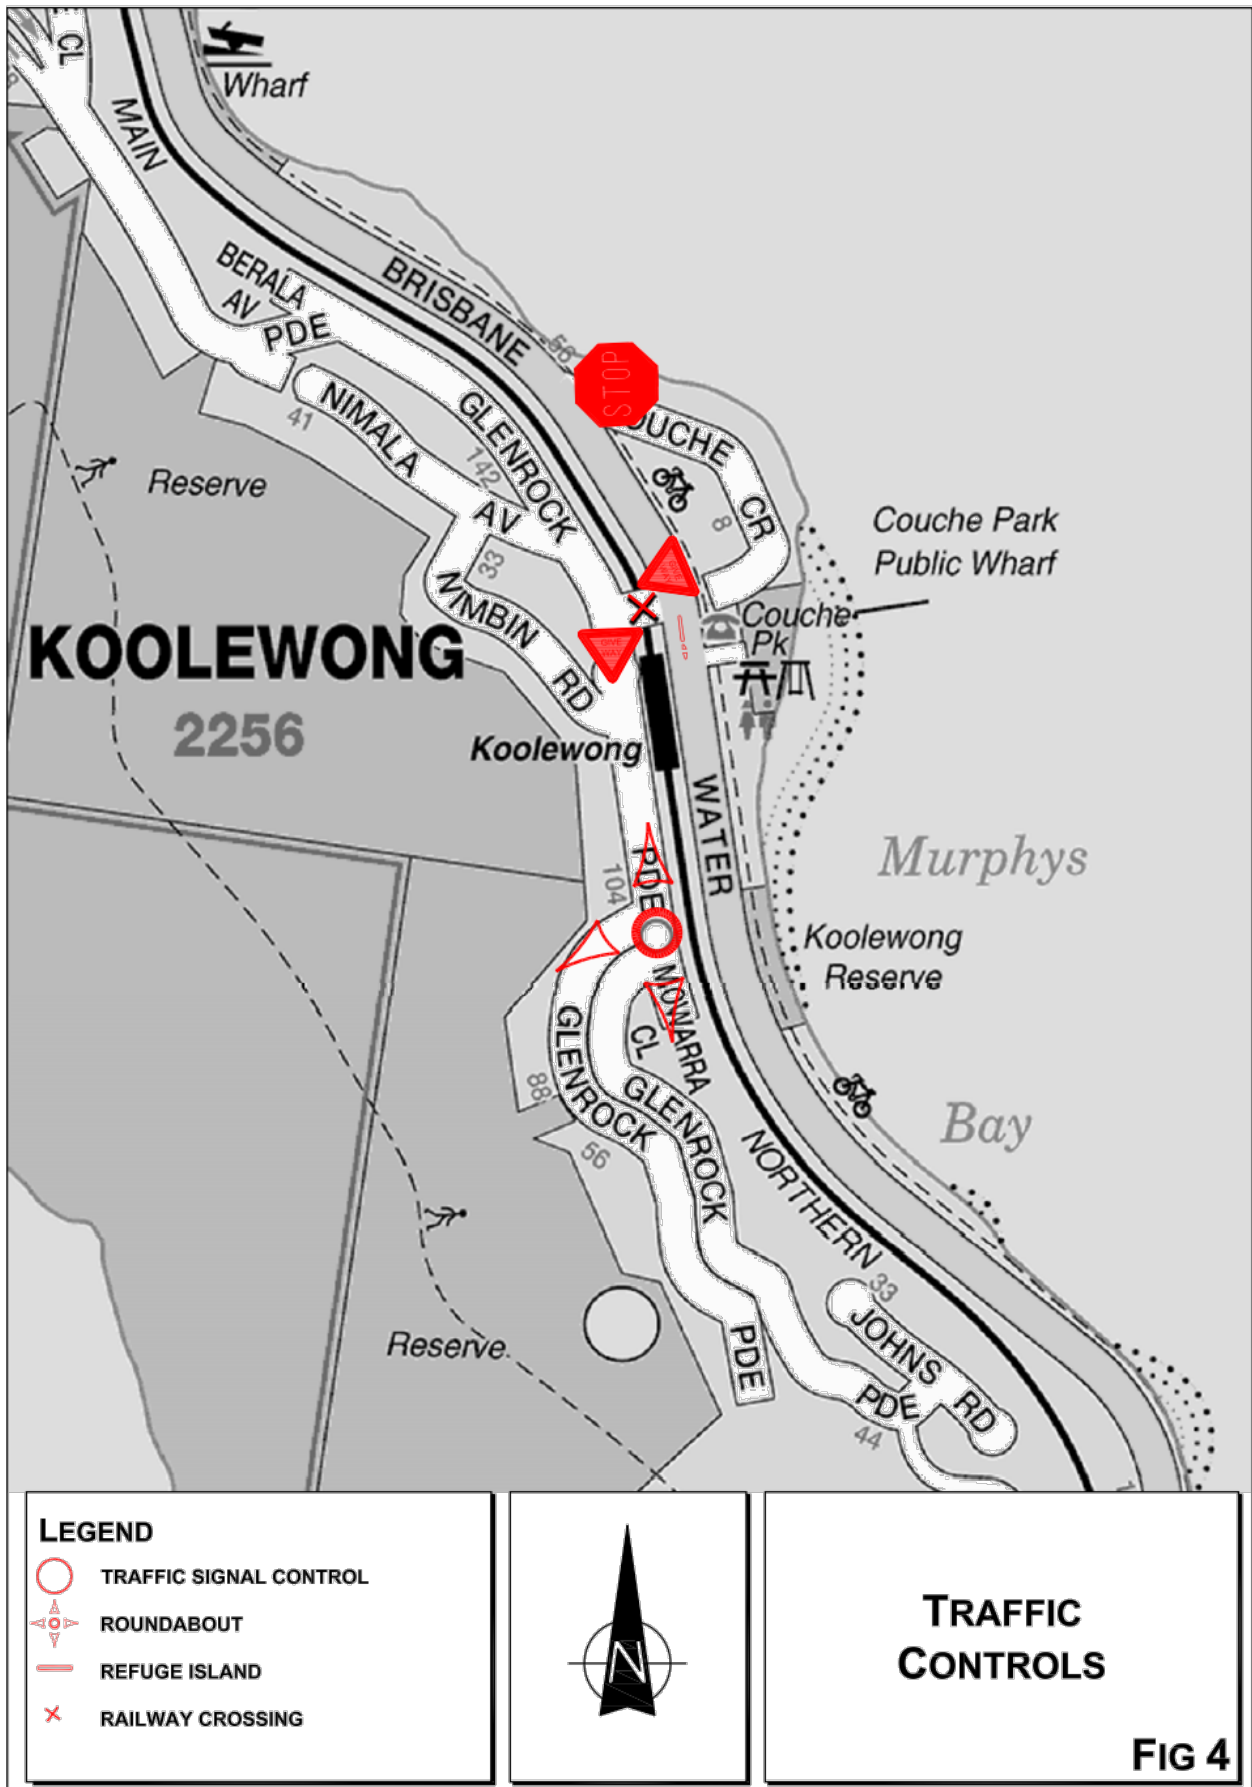 CL
Wharf
MAIN
BERALA
AV
PDE
BRISBANE
56
STOP
COUCHE
CR
8
41
NIMALA
AV
142
GLENROCK
Reserve
33
NIMBIN
RD
Couche Park
Public Wharf
Couche
Pk
GIVE
WAY
KOOLEWONG
2256
Koolewong
WATER
PDE
104
Murphys
Koolewong
Reserve
MOWARRA
CL
GLENROCK
88
GLENROCK
56
Bay
NORTHERN
33
JOHNS
RD
Reserve
PDE
PDE
44
1
LEGEND
TRAFFIC SIGNAL CONTROL
ROUNDABOUT
REFUGE ISLAND
RAILWAY CROSSING
N
TRAFFIC
CONTROLS
FIG 4